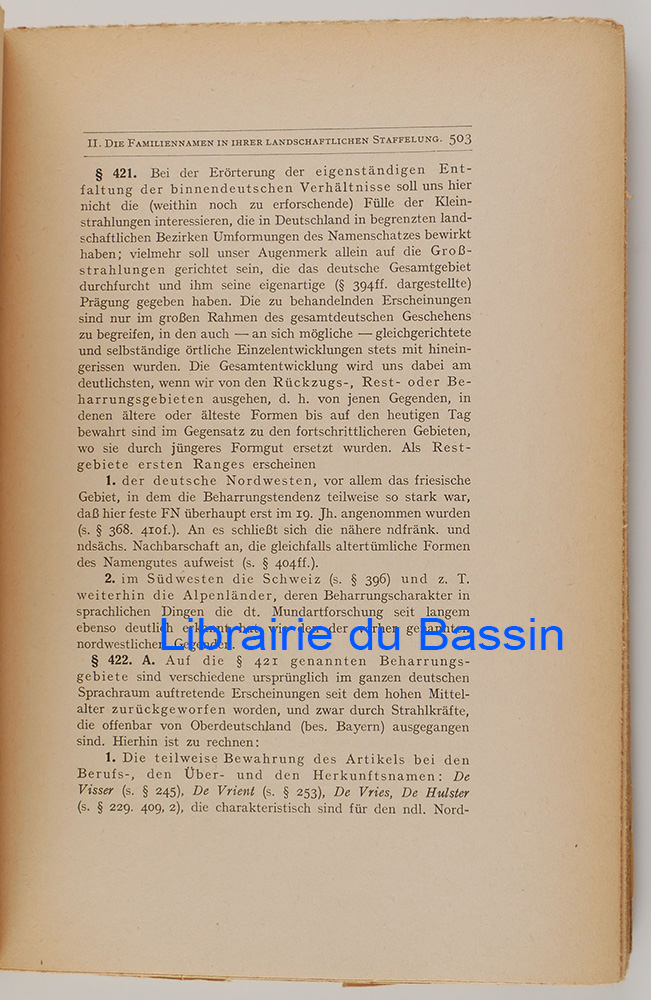 II. Die Familiennamen in ihrer landschaftlichen Staffelung. 503
§ 421. Bei der Erörterung der eigenständigen Ent-
faltung der binnendeutschen Verhältnisse soll uns hier
nicht die (weithin noch zu erforschende) Fülle der Klein-
strahlungen interessieren, die in Deutschland in begrenzten land-
schaftlichen Bezirken Umformungen des Namenschatzes bewirkt
haben; vielmehr soll unser Augenmerk allein auf die Groß-
strahlungen gerichtet sein, die das deutsche Gesamtgebiet
durchfurcht und ihm seine eigenartige (§ 394ff. dargestellte)
Prägung gegeben haben. Die zu behandelnden Erscheinungen
sind nur im großen Rahmen des gesamtdeutschen Geschehens
zu begreifen, in den auch — an sich mögliche — gleichgerichtete
und selbständige örtliche Einzelentwicklungen stets mit hinein-
gerissen wurden. Die Gesamtentwicklung wird uns dabei am
deutlichsten, wenn wir von den Rückzugs-, Rest- oder Be-
harrungsgebieten ausgehen, d. h. von jenen Gegenden, in
denen ältere oder älteste Formen bis auf den heutigen Tag
bewahrt sind im Gegensatz zu den fortschrittlicheren Gebieten,
wo sie durch jüngeres Formgut ersetzt wurden. Als Rest-
gebiete ersten Ranges erscheinen
1. der deutsche Nordwesten, vor allem das friesische
Gebiet, in dem die Beharrungstendenz teilweise so stark war,
daß hier feste FN überhaupt erst im 19. Jh. angenommen wurden
(s. § 368. 410f.). An es schließt sich die nähere ndfränk. und
ndsächs. Nachbarschaft an, die gleichfalls altertümliche Formen
des Namengutes aufweist (s. § 404ff.).
2. im Südwesten die Schweiz (s. § 396) und z. T.
weiterhin die Alpenländer, deren Beharrungscharakter in
sprachlichen Dingen die dt. Mundartforschung seit langem
ebenso deutlich erkannt hat wie den der vorher genannten
nordwestlichen Gegenden.
Librairie du Bassin
§ 422. A. Auf die § 421 genannten Beharrungs-
gebiete sind verschiedene ursprünglich im ganzen deutschen
Sprachraum auftretende Erscheinungen seit dem hohen Mittel-
alter zurückgeworfen worden, und zwar durch Strahlkräfte,
die offenbar von Oberdeutschland (bes. Bayern) ausgegangen
sind. Hierhin ist zu rechnen:
1. Die teilweise Bewahrung des Artikels bei den
Berufs-, den Über- und den Herkunftsnamen: De
Visser (s. § 245), De Vrient (s. § 253), De Vries, De Hulster
(s. § 229. 409, 2), die charakteristisch sind für den ndl. Nord-